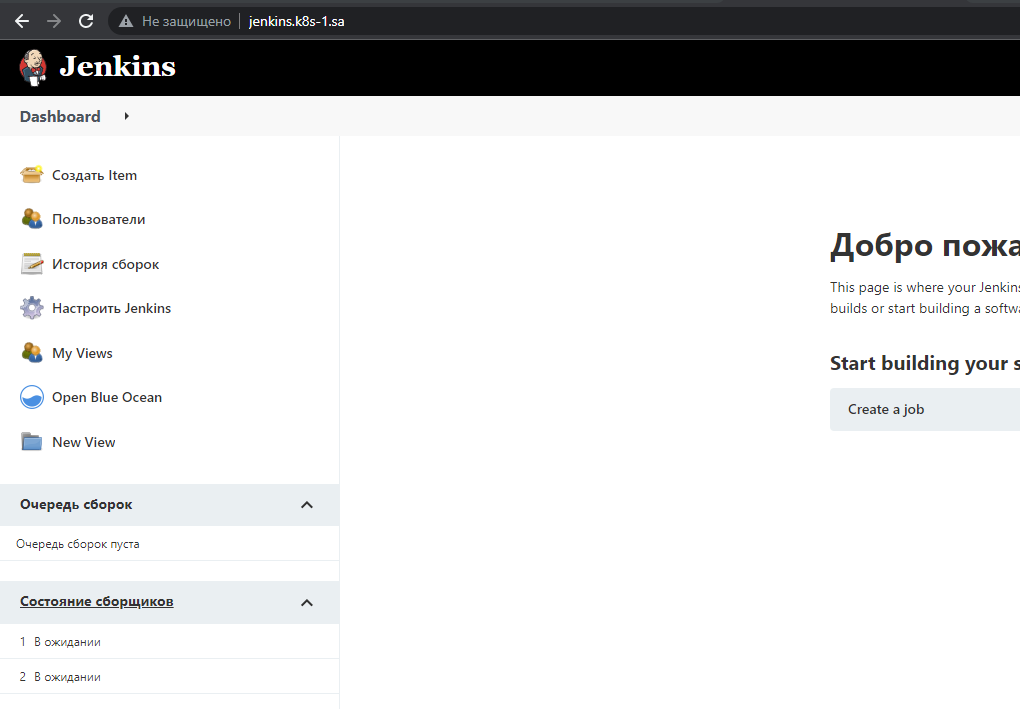 Не защищено
jenkins.k8s-1.sa
Jenkins
Dashboard
Создать Item
Пользователи
История сборок
Настроить Jenkins
My Views
Open Blue Ocean
New View
Очередь сборок
Очередь сборок пуста
Состояние сборщиков
1 В ожидании
2 В ожидании
Добро пожа
This page is where your Jenkins
builds or start building a softwa
Start building your s
Create a job